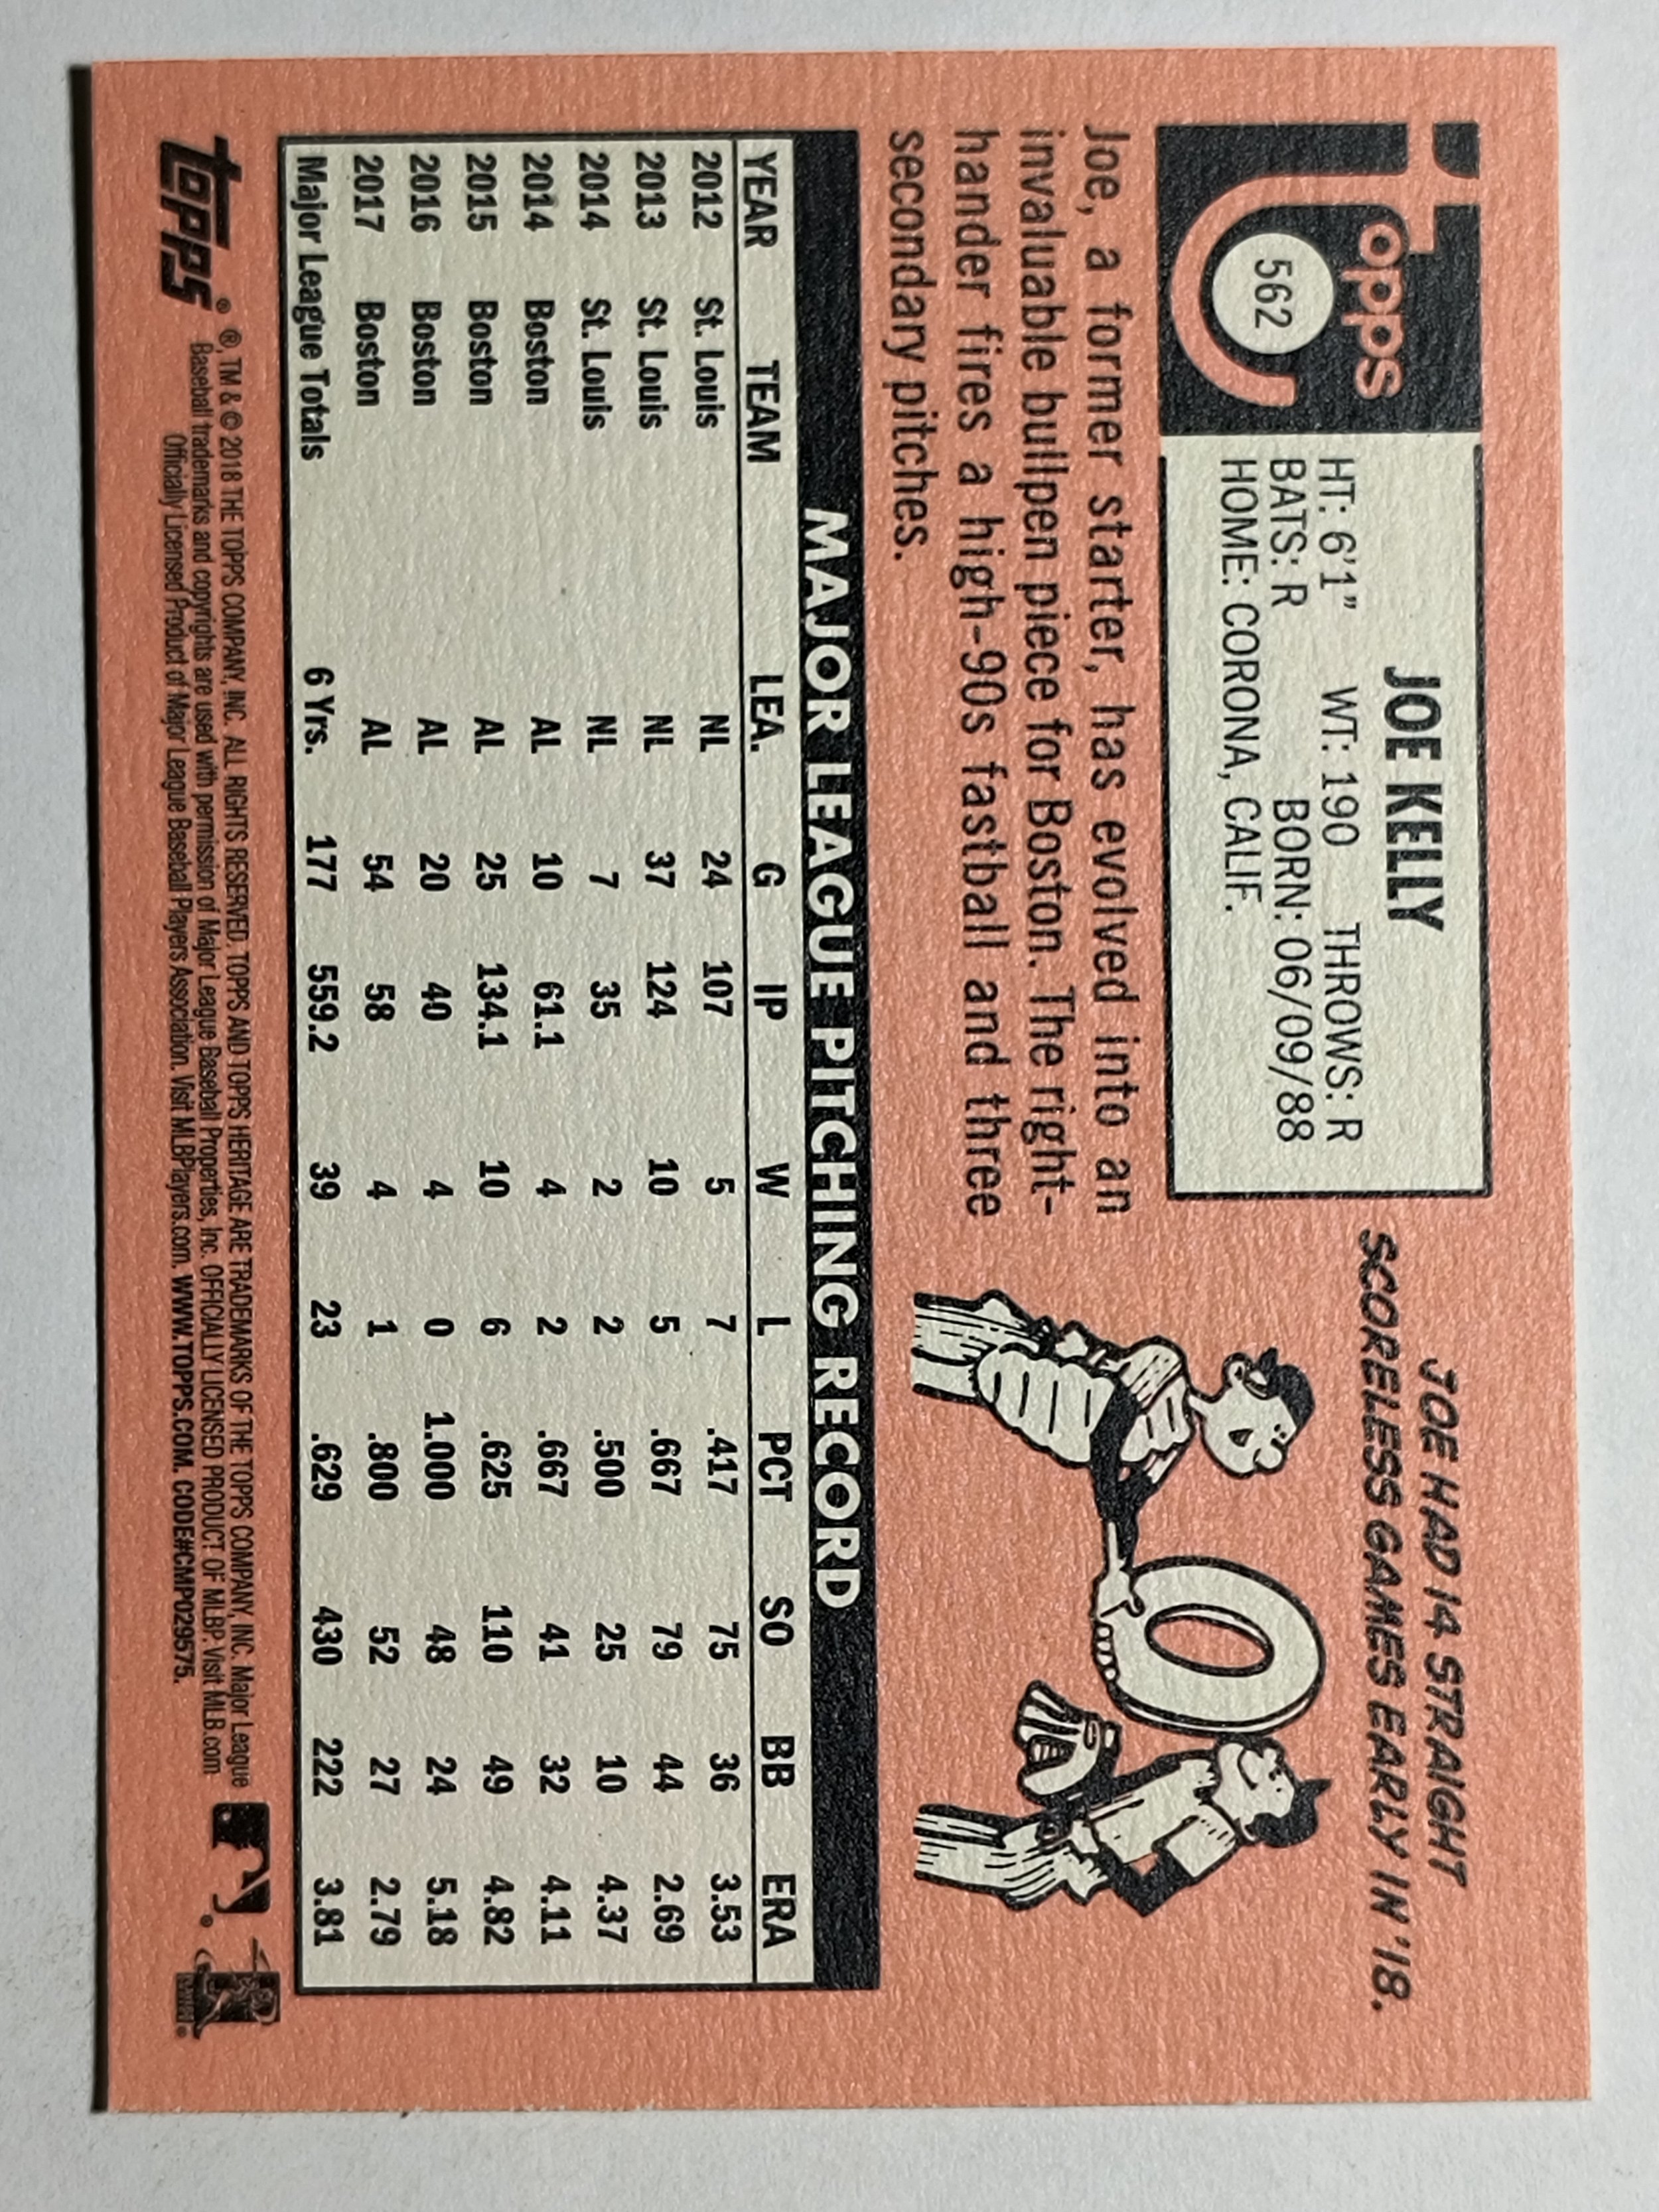 topps
562
JOE KELLY
HT: 6'1" WT: 190 THROWS: R
BATS: R BORN: 06/09/88
HOME: CORONA, CALIF.
JOE HAD 14 STRAIGHT
SCORELESS GAMES EARLY IN '18.
0
Joe, a former starter, has evolved into an
invaluable bullpen piece for Boston. The right-
hander fires a high-90s fastball and three
secondary pitches.
MAJOR LEAGUE PITCHING RECORD
YEAR TEAM LEA. G IP W L PCT SO BB ERA
2012 St. Louis NL 24 107 5 7 .417 75 36 3.53
2013 St. Louis NL 37 124 10 5 .667 79 44 2.69
2014 St. Louis NL 7 35 2 2 .500 25 10 4.37
2014 Boston AL 10 61.1 4 2 .667 41 32 4.11
2015 Boston AL 25 134.1 10 6 .625 110 49 4.82
2016 Boston AL 20 40 4 0 1.000 48 24 5.18
2017 Boston AL 54 58 4 1 .800 52 27 2.79
Major League Totals 6 Yrs. 177 559.2 39 23 .629 430 222 3.81
topps®
®, TM & © 2018 THE TOPPS COMPANY, INC. ALL RIGHTS RESERVED. TOPPS AND TOPPS HERITAGE ARE TRADEMARKS OF THE TOPPS COMPANY, INC. Major League
Baseball trademarks and copyrights are used with permission of Major League Baseball Properties, Inc. OFFICIALLY LICENSED PRODUCT OF MLBP. Visit MLB.com
Officially Licensed Product of Major League Baseball Players Association. Visit MLBPlayers.com. WWW.TOPPS.COM. CODE#CMP029575.